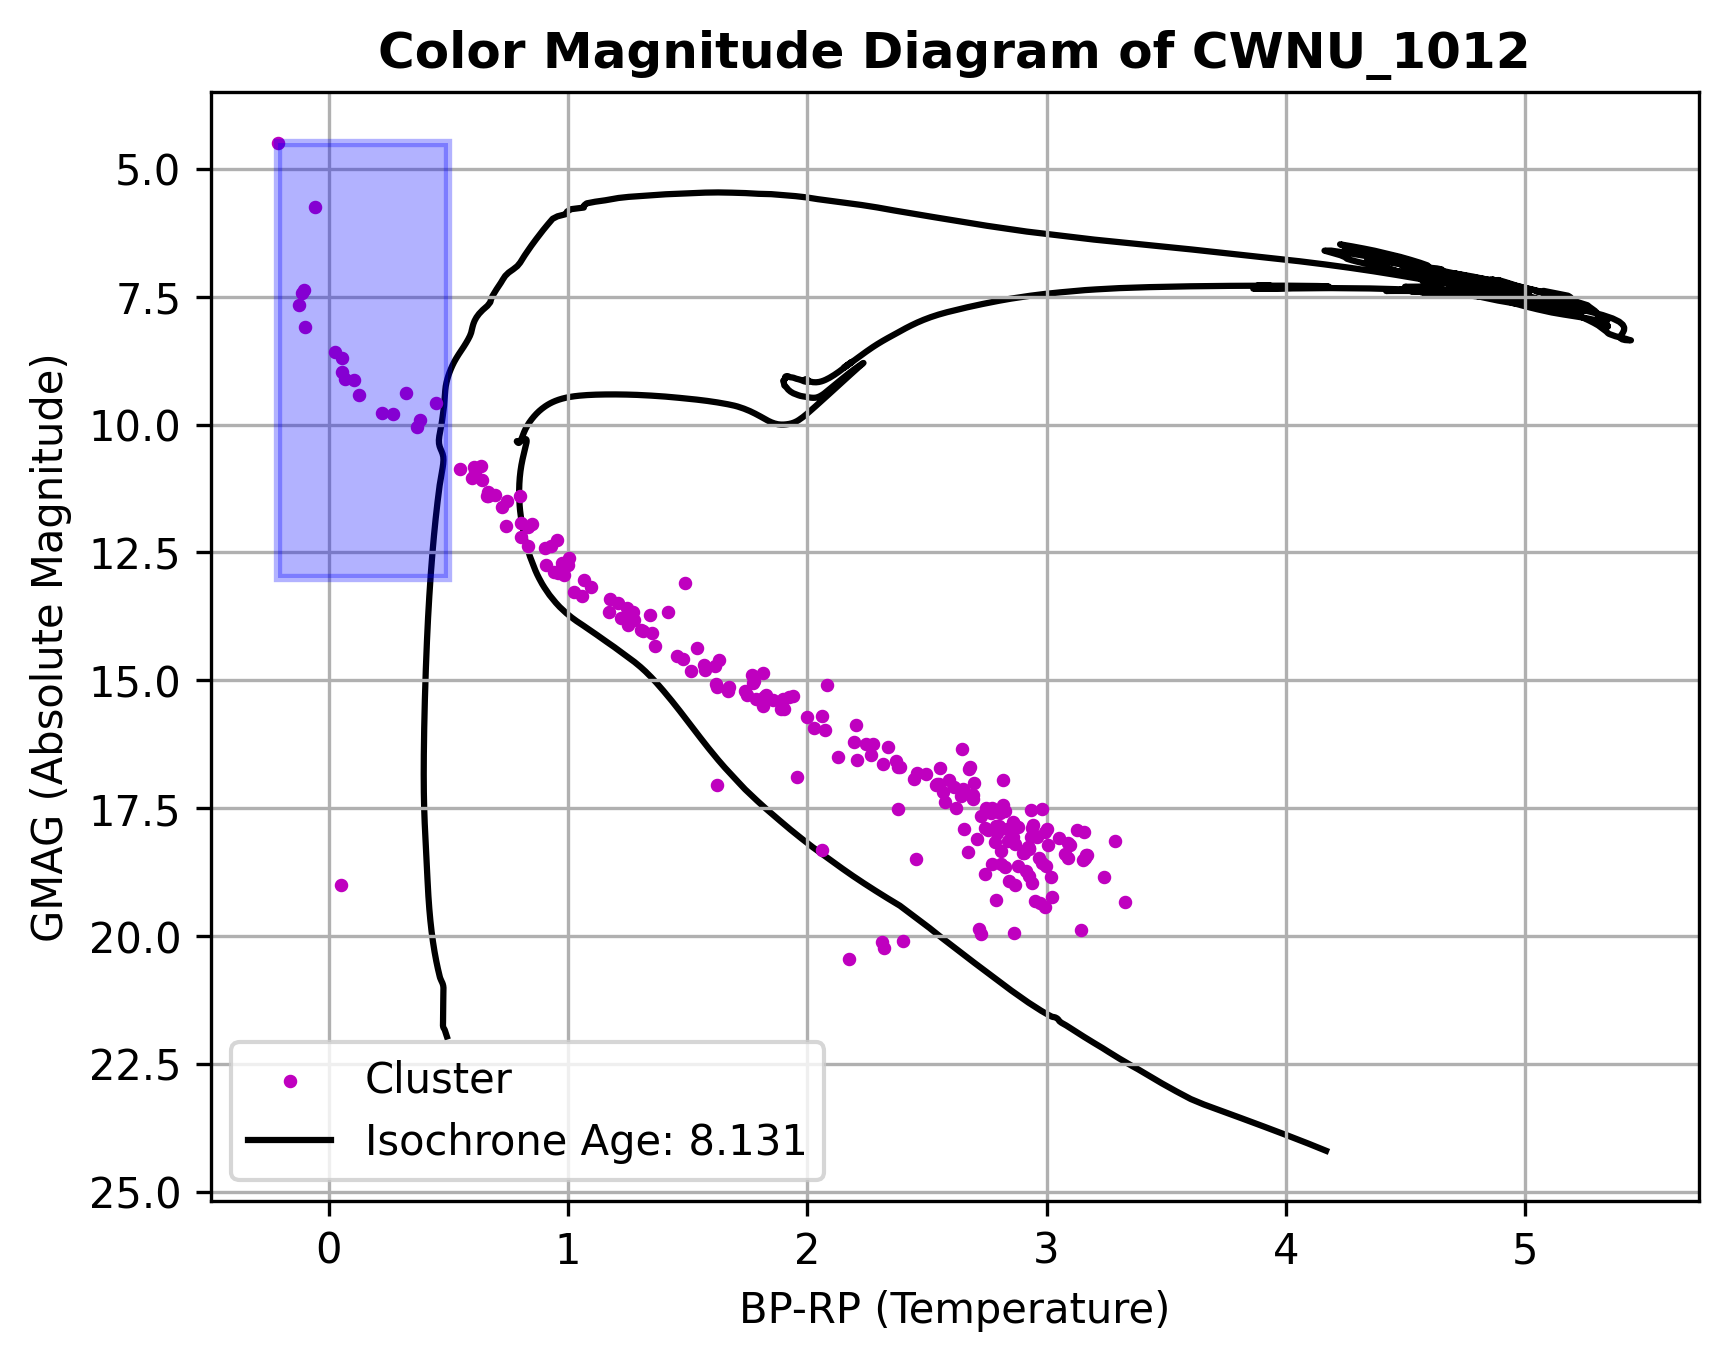 Color Magnitude Diagram of CWNU_1012
GMAG (Absolute Magnitude)
5.0
7.5
10.0
12.5
15.0
17.5
20.0
22.5
25.0
Cluster
Isochrone Age: 8.131
0 1 2 3 4 5
BP-RP (Temperature)